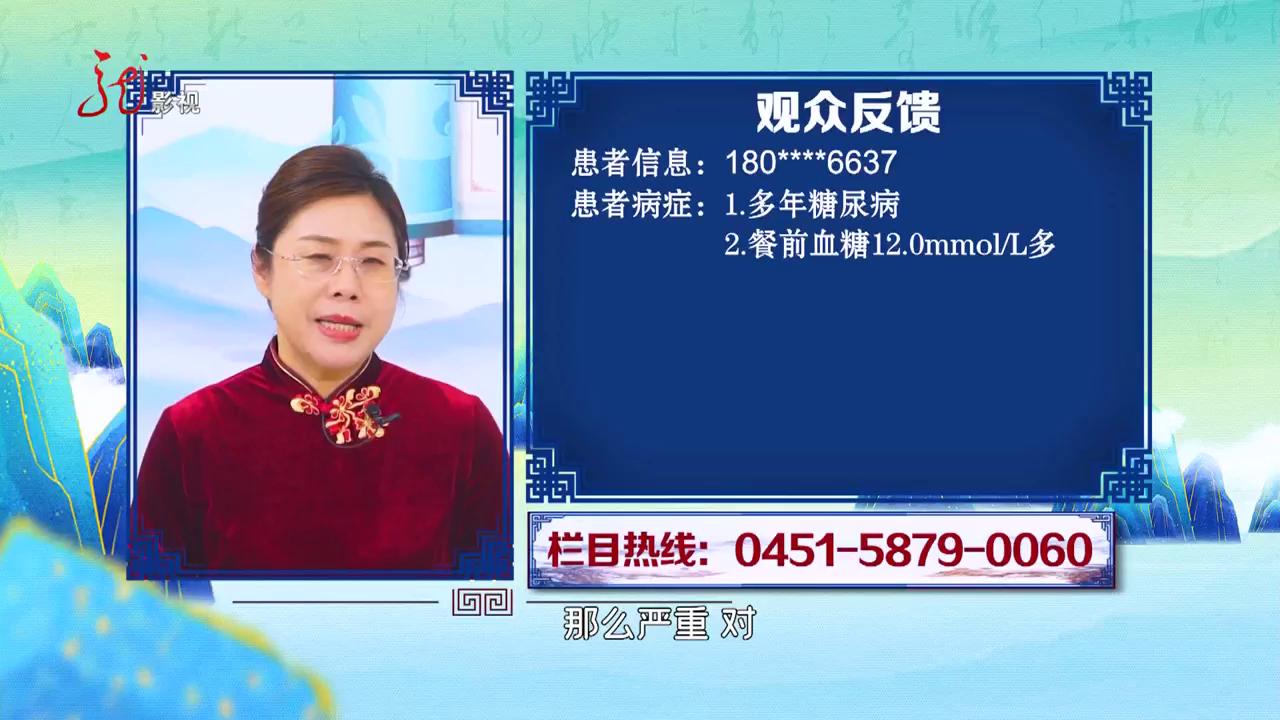 影视
观众反馈
患者信息：180****6637
患者病症：1.多年糖尿病
2.餐前血糖12.0mmol/L多
栏目热线：0451-5879-0060
那么严重 对